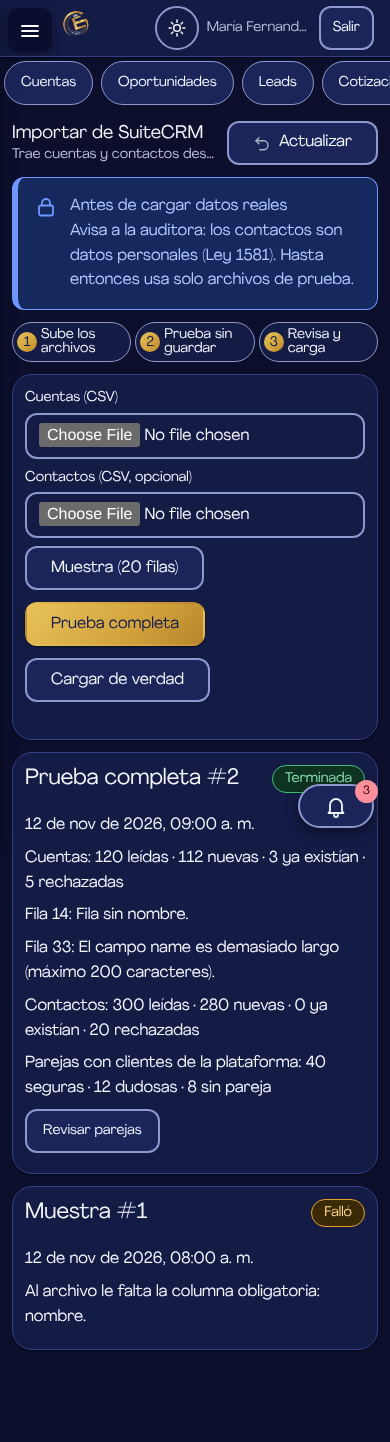 María Fernand...
Salir
Cuentas
Oportunidades
Leads
Cotizaci
Importar de SuiteCRM
Trae cuentas y contactos des...
Actualizar
Antes de cargar datos reales
Avisa a la auditora: los contactos son
datos personales (Ley 1581). Hasta
entonces usa solo archivos de prueba.
1 Sube los
archivos
2 Prueba sin
guardar
3 Revisa y
carga
Cuentas (CSV)
Choose File No file chosen
Contactos (CSV, opcional)
Choose File No file chosen
Muestra (20 filas)
Prueba completa
Cargar de verdad
Prueba completa #2
Terminada
3
12 de nov de 2026, 09:00 a. m.
Cuentas: 120 leídas · 112 nuevas · 3 ya existían ·
5 rechazadas
Fila 14: Fila sin nombre.
Fila 33: El campo name es demasiado largo
(máximo 200 caracteres).
Contactos: 300 leídas · 280 nuevas · 0 ya
existían · 20 rechazadas
Parejas con clientes de la plataforma: 40
seguras · 12 dudosas · 8 sin pareja
Revisar parejas
Muestra #1
Falló
12 de nov de 2026, 08:00 a. m.
Al archivo le falta la columna obligatoria:
nombre.